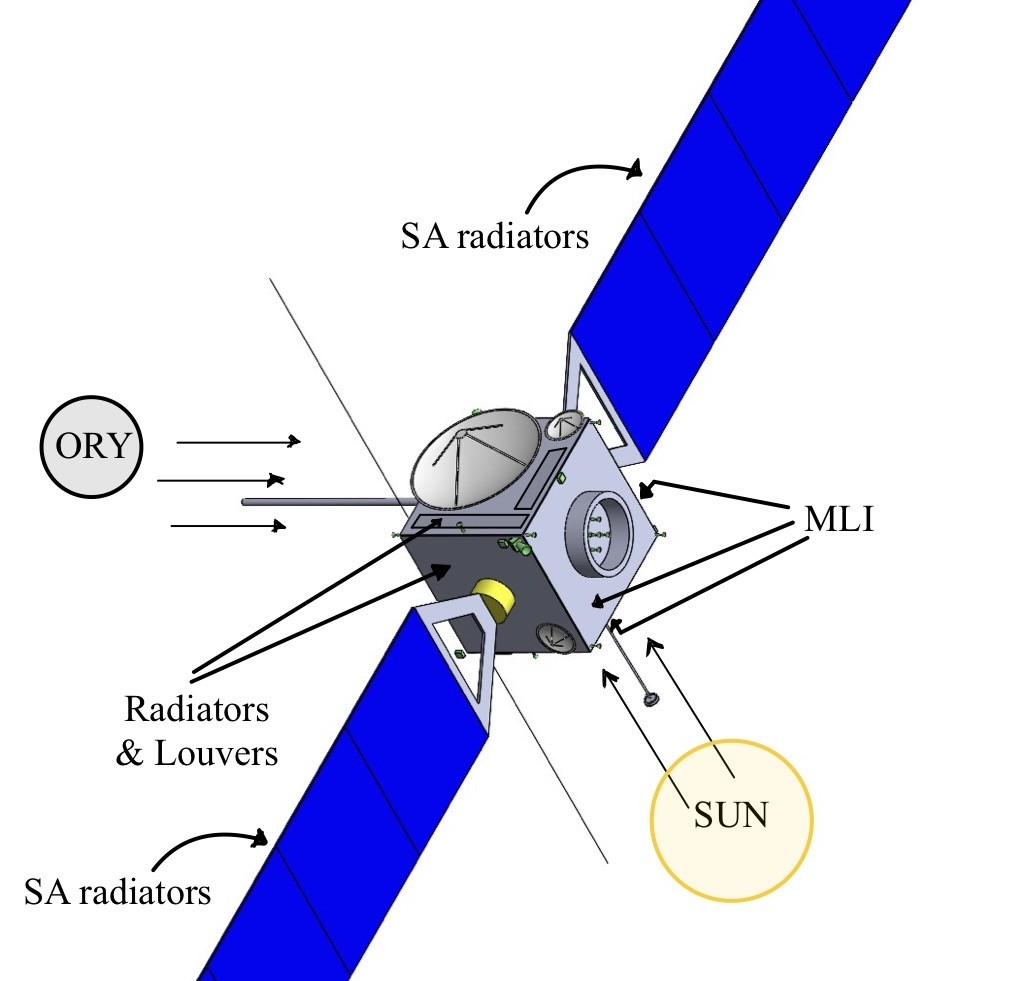 SA radiators
ORY
MLI
Radiators
& Louvers
SUN
SA radiators